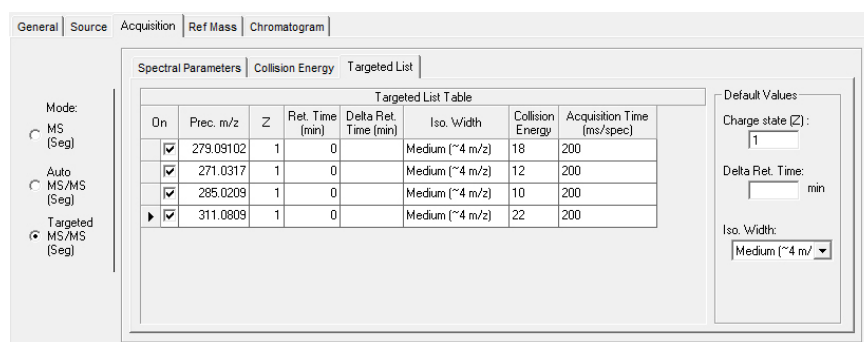 General Source Acquisition Ref Mass Chromatogram
Spectral Parameters Collision Energy Targeted List
Mode:
MS
(Seg)
Auto
MS/MS
(Seg)
Targeted
MS/MS
(Seg)
Targeted List Table
On Prec. m/z Z Ret. Time (min) Delta Ret. Time (min) Iso. Width Collision Energy Acquisition Time (ms/spec)
279.09102 1 0 Medium (~4 m/z) 18 200
271.0317 1 0 Medium (~4 m/z) 12 200
285.0209 1 0 Medium (~4 m/z) 10 200
311.0809 1 0 Medium (~4 m/z) 22 200
Default Values
Charge state (Z) :
1
Delta Ret. Time:
min
Iso. Width:
Medium (~4 m/